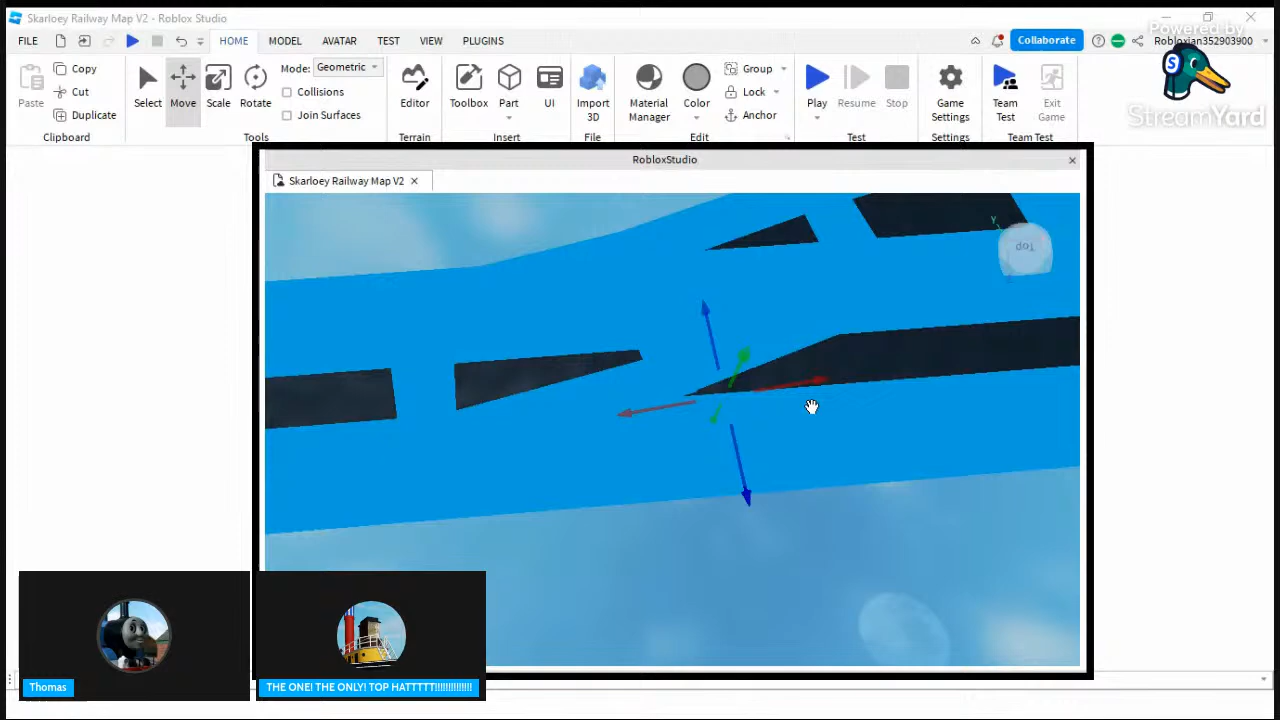 Skarloey Railway Map V2 - Roblox Studio
Powered by
FILE HOME MODEL AVATAR TEST VIEW PLUGINS Collaborate Robloxian352903900
Paste Copy Cut Duplicate Clipboard
Select Move Scale Rotate Mode: Geometric Collisions Join Surfaces Tools
Editor Terrain
Toolbox Part UI Insert
Import 3D File
Material Manager Color Group Lock Anchor Edit
Play Resume Stop Test
Game Settings Settings
Team Test Exit Game Team Test
S
StreamYard
RobloxStudio
Skarloey Railway Map V2
Y
Top
Thomas
THE ONE! THE ONLY! TOP HATTTTT!!!!!!!!!!!!!!